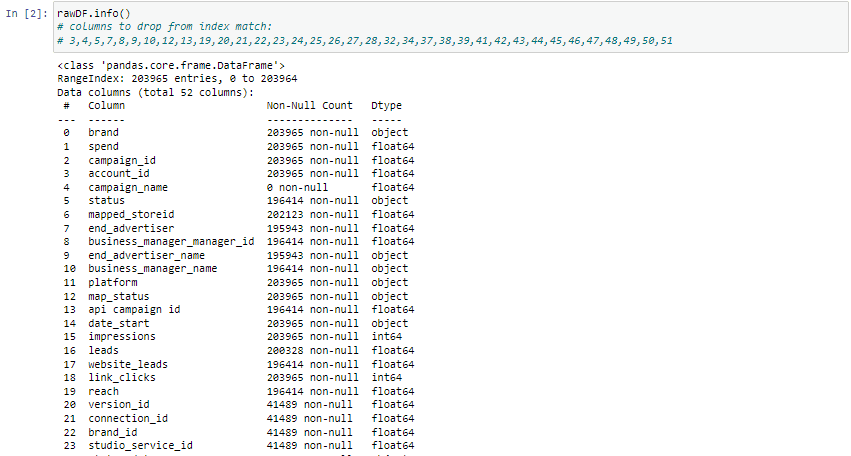 In [2]: rawDF.info()
# columns to drop from index match:
# 3,4,5,7,8,9,10,12,13,19,20,21,22,23,24,25,26,27,28,32,34,37,38,39,41,42,43,44,45,46,47,48,49,50,51
<class 'pandas.core.frame.DataFrame'>
RangeIndex: 203965 entries, 0 to 203964
Data columns (total 52 columns):
# Column Non-Null Count Dtype
--- ------ -------------- -----
0 brand 203965 non-null object
1 spend 203965 non-null float64
2 campaign_id 203965 non-null float64
3 account_id 203965 non-null float64
4 campaign_name 0 non-null float64
5 status 196414 non-null object
6 mapped_storeid 202123 non-null float64
7 end_advertiser 195943 non-null float64
8 business_manager_manager_id 196414 non-null float64
9 end_advertiser_name 195943 non-null object
10 business_manager_name 196414 non-null object
11 platform 203965 non-null object
12 map_status 203965 non-null object
13 api campaign id 196414 non-null float64
14 date_start 203965 non-null object
15 impressions 203965 non-null int64
16 leads 200328 non-null float64
17 website_leads 196414 non-null float64
18 link_clicks 203965 non-null int64
19 reach 196414 non-null float64
20 version_id 41489 non-null float64
21 connection_id 41489 non-null float64
22 brand_id 41489 non-null float64
23 studio_service_id 41489 non-null float64